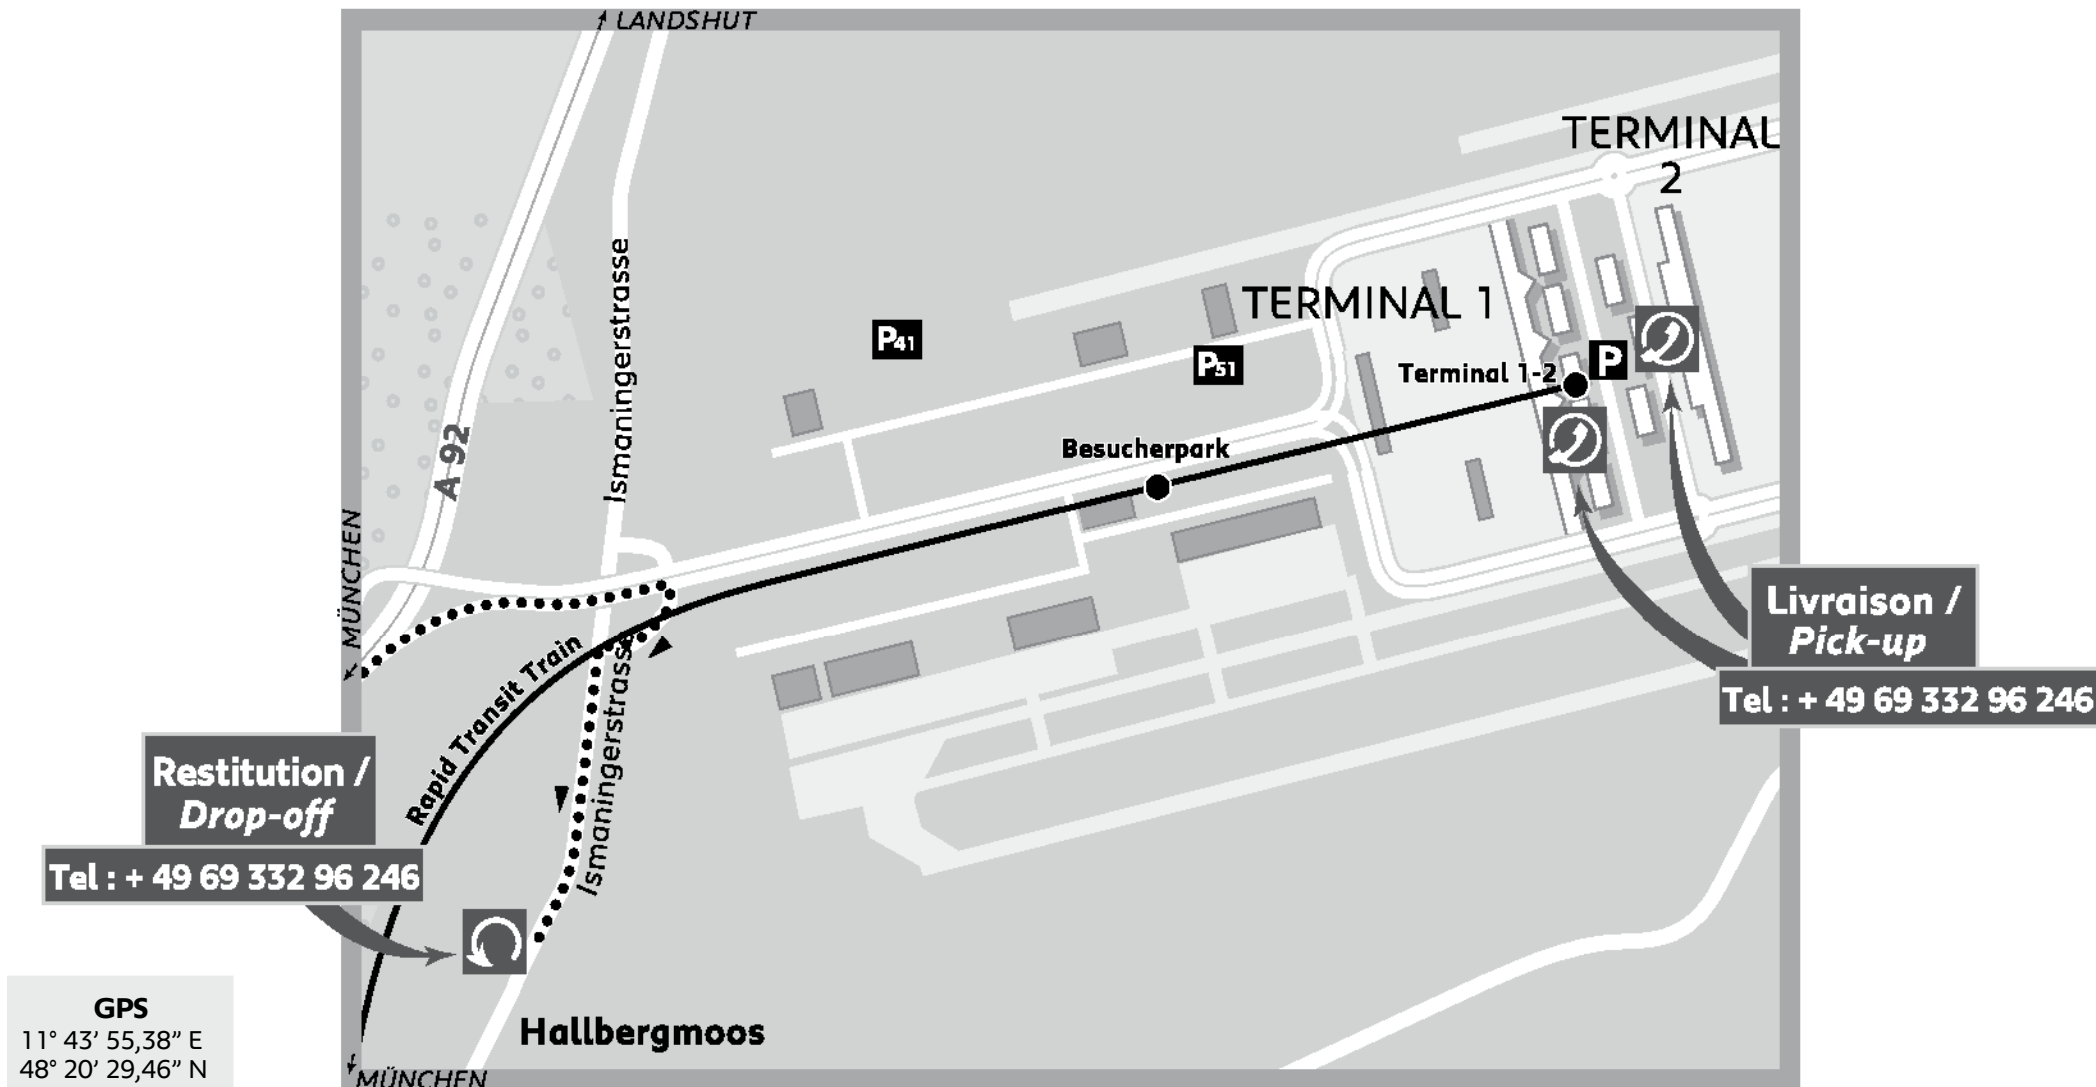 LANDSHUT
TERMINAL
2
Ismaningerstrasse
TERMINAL 1
P41
P51
Terminal 1-2
P
A 92
Besucherpark
MÜNCHEN
Livraison /
Pick-up
Tel : + 49 69 332 96 246
Rapid Transit Train
Ismaningerstrasse
Restitution /
Drop-off
Tel : + 49 69 332 96 246
GPS
11° 43’ 55,38” E
48° 20’ 29,46” N
Hallbergmoos
MÜNCHEN